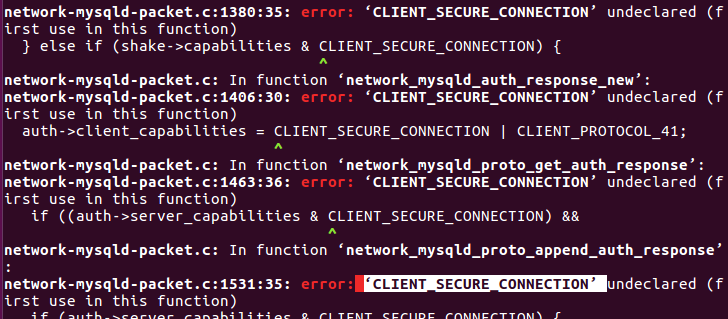 network-mysqld-packet.c:1380:35: error: ‘CLIENT_SECURE_CONNECTION’ undeclared (f
irst use in this function)
  } else if (shake->capabilities & CLIENT_SECURE_CONNECTION) {
                                   ^
network-mysqld-packet.c: In function ‘network_mysqld_auth_response_new’:
network-mysqld-packet.c:1406:30: error: ‘CLIENT_SECURE_CONNECTION’ undeclared (f
irst use in this function)
  auth->client_capabilities = CLIENT_SECURE_CONNECTION | CLIENT_PROTOCOL_41;
                              ^
network-mysqld-packet.c: In function ‘network_mysqld_proto_get_auth_response’:
network-mysqld-packet.c:1463:36: error: ‘CLIENT_SECURE_CONNECTION’ undeclared (f
irst use in this function)
   if ((auth->server_capabilities & CLIENT_SECURE_CONNECTION) &&
                                    ^
network-mysqld-packet.c: In function ‘network_mysqld_proto_append_auth_response’
:
network-mysqld-packet.c:1531:35: error: ‘CLIENT_SECURE_CONNECTION’ undeclared (f
irst use in this function)
   if (auth->server_capabilities & CLIENT_SECURE_CONNECTION) {